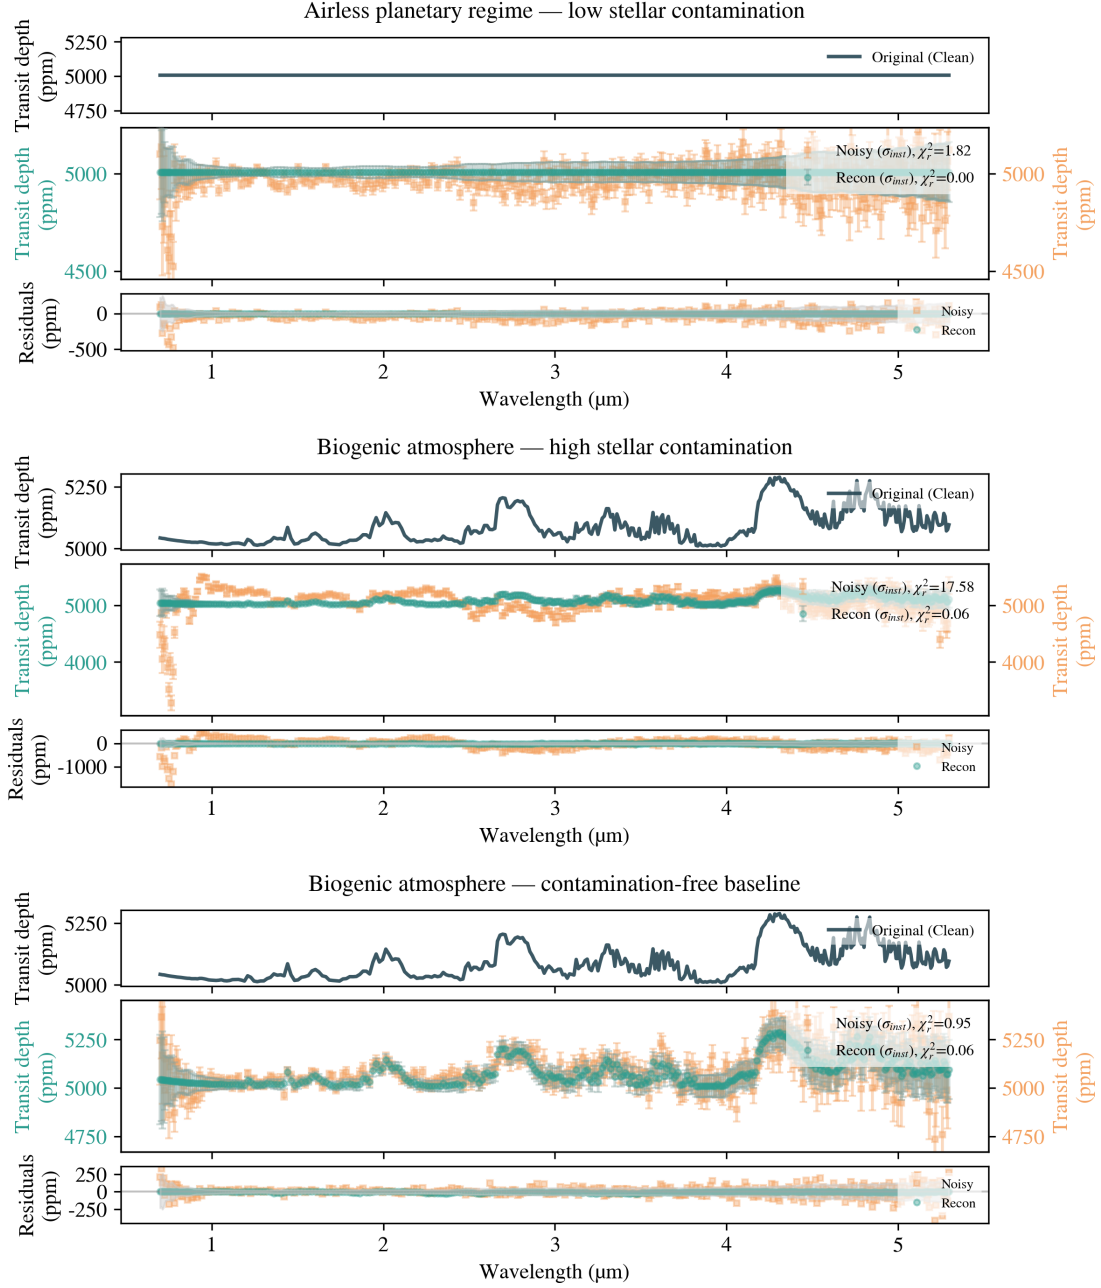 Airless planetary regime — low stellar contamination
Transit depth
(ppm)
5250
5000
4750
Original (Clean)
Transit depth
(ppm)
5000
4500
Noisy (σinst), χ²r=1.82
Recon (σinst), χ²r=0.00
5000
4500
Transit depth
(ppm)
Residuals
(ppm)
0
-500
Noisy
Recon
1 2 3 4 5
Wavelength (µm)
Biogenic atmosphere — high stellar contamination
Transit depth
(ppm)
5250
5000
Original (Clean)
Transit depth
(ppm)
5000
4000
Noisy (σinst), χ²r=17.58
Recon (σinst), χ²r=0.06
5000
4000
Transit depth
(ppm)
Residuals
(ppm)
0
-1000
Noisy
Recon
1 2 3 4 5
Wavelength (µm)
Biogenic atmosphere — contamination-free baseline
Transit depth
(ppm)
5250
5000
Original (Clean)
Transit depth
(ppm)
5250
5000
4750
Noisy (σinst), χ²r=0.95
Recon (σinst), χ²r=0.06
5250
5000
4750
Transit depth
(ppm)
Residuals
(ppm)
250
0
-250
Noisy
Recon
1 2 3 4 5
Wavelength (µm)